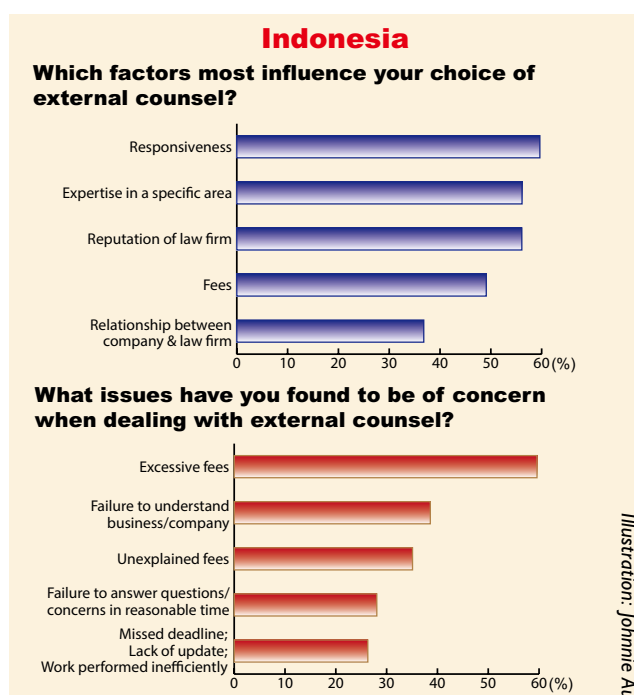 Indonesia
Which factors most influence your choice of
external counsel?
Responsiveness
Expertise in a specific area
Reputation of law firm
Fees
Relationship between
company & law firm
0 10 20 30 40 50 60 (%)
What issues have you found to be of concern
when dealing with external counsel?
Excessive fees
Failure to understand
business/company
Unexplained fees
Failure to answer questions/
concerns in reasonable time
Missed deadline;
Lack of update;
Work performed inefficiently
0 10 20 30 40 50 60 (%)
Illustration: Johnnie